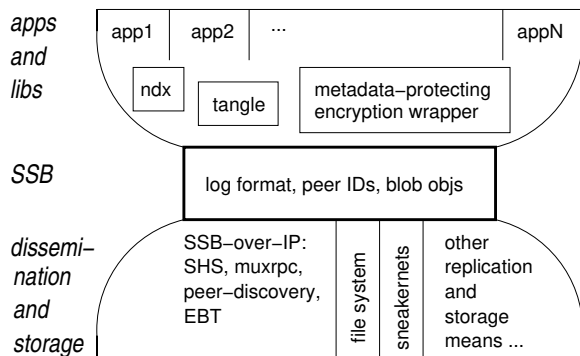 apps
and
libs
app1
app2
...
appN
ndx
tangle
metadata−protecting
encryption wrapper
SSB
log format, peer IDs, blob objs
dissemi−
nation
and
storage
SSB−over−IP:
SHS, muxrpc,
peer−discovery,
EBT
file system
sneakernets
other
replication
and
storage
means ...